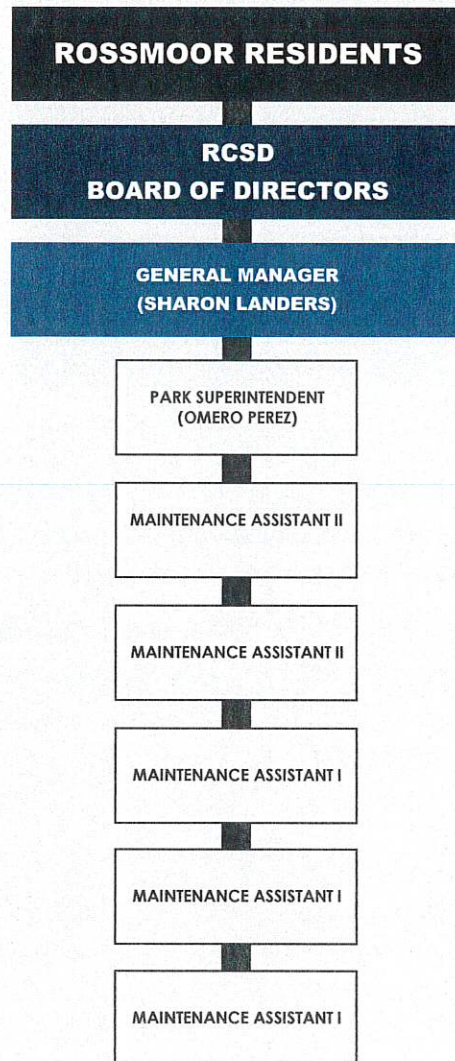 ROSSMOOR RESIDENTS
RCSD
BOARD OF DIRECTORS
GENERAL MANAGER
(SHARON LANDERS)
PARK SUPERINTENDENT
(OMERO PEREZ)
MAINTENANCE ASSISTANT II
MAINTENANCE ASSISTANT II
MAINTENANCE ASSISTANT I
MAINTENANCE ASSISTANT I
MAINTENANCE ASSISTANT I